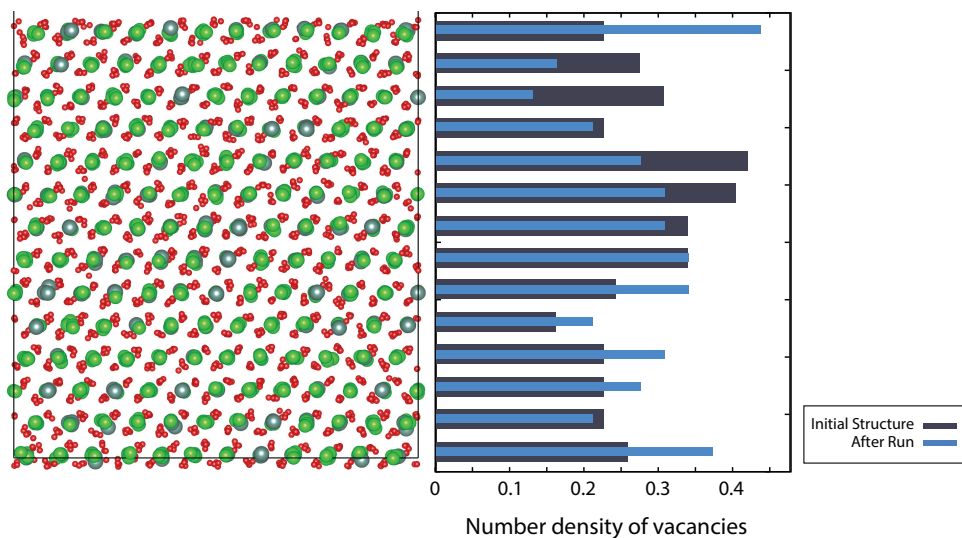 Initial Structure
After Run
0 0.1 0.2 0.3 0.4
Number density of vacancies